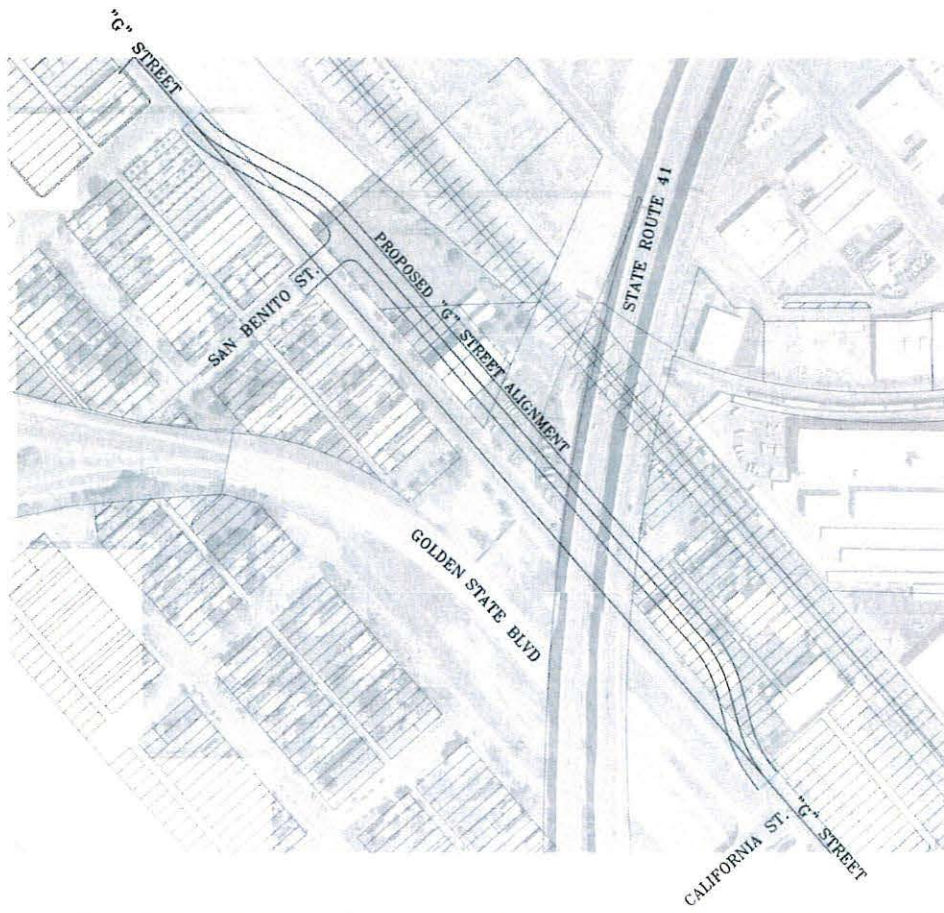 "G" STREET
STATE ROUTE 41
PROPOSED "G" STREET ALIGNMENT
SAN BENITO ST.
GOLDEN STATE BLVD
"G" STREET
CALIFORNIA ST.